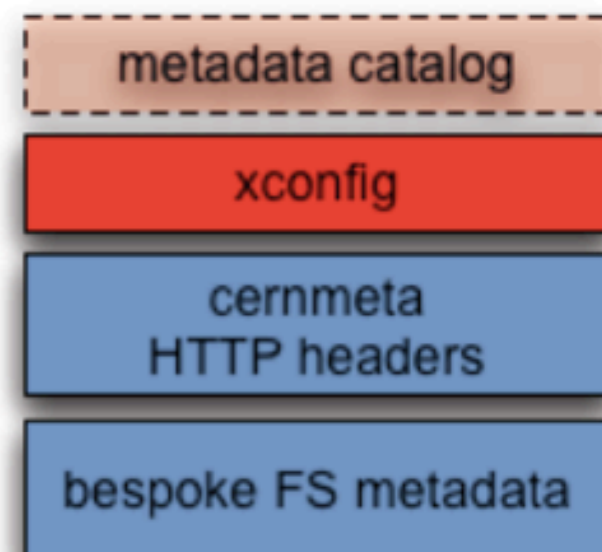 metadata catalog
xconfig
cernmeta
HTTP headers
bespoke FS metadata